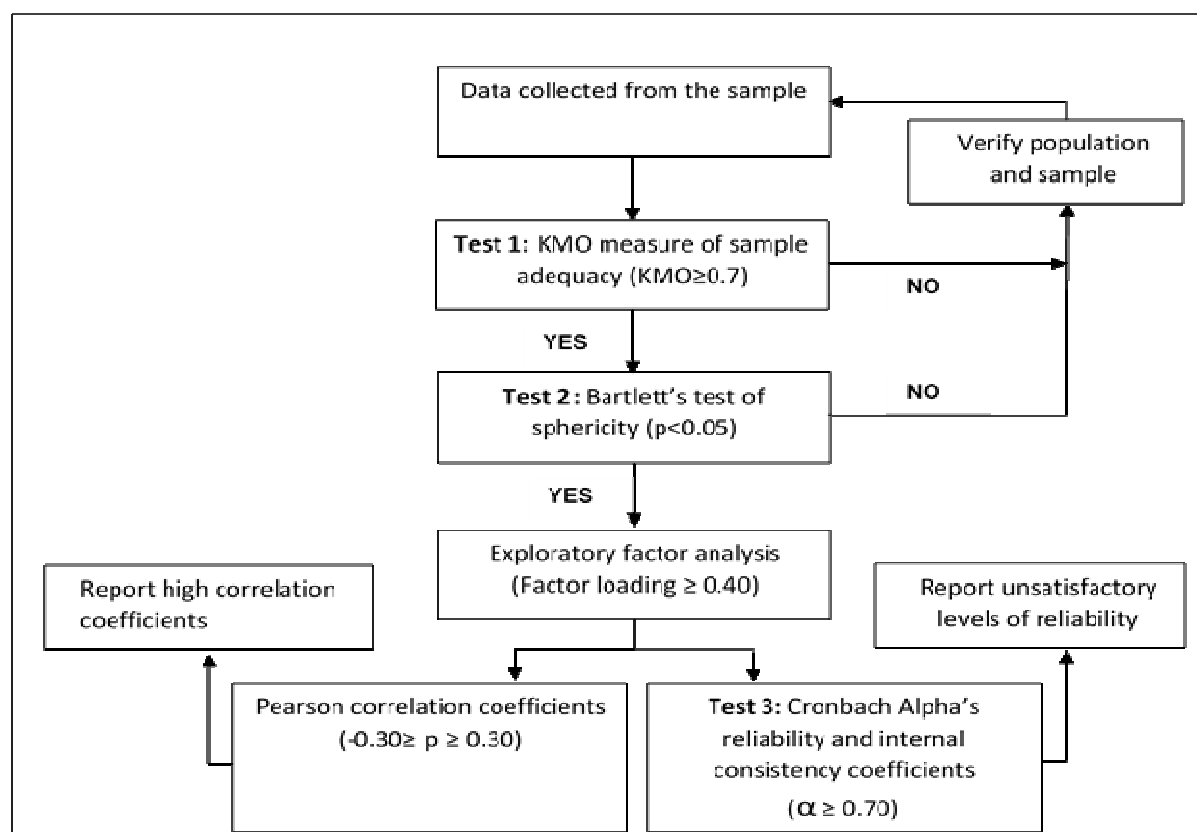 Data collected from the sample
Verify population
and sample
Test 1: KMO measure of sample
adequacy (KMO≥0.7)
NO
YES
Test 2: Bartlett’s test of
sphericity (p<0.05)
NO
YES
Exploratory factor analysis
(Factor loading ≥ 0.40)
Report high correlation
coefficients
Report unsatisfactory
levels of reliability
Pearson correlation coefficients
(-0.30≥ p ≥ 0.30)
Test 3: Cronbach Alpha’s
reliability and internal
consistency coefficients
(α ≥ 0.70)